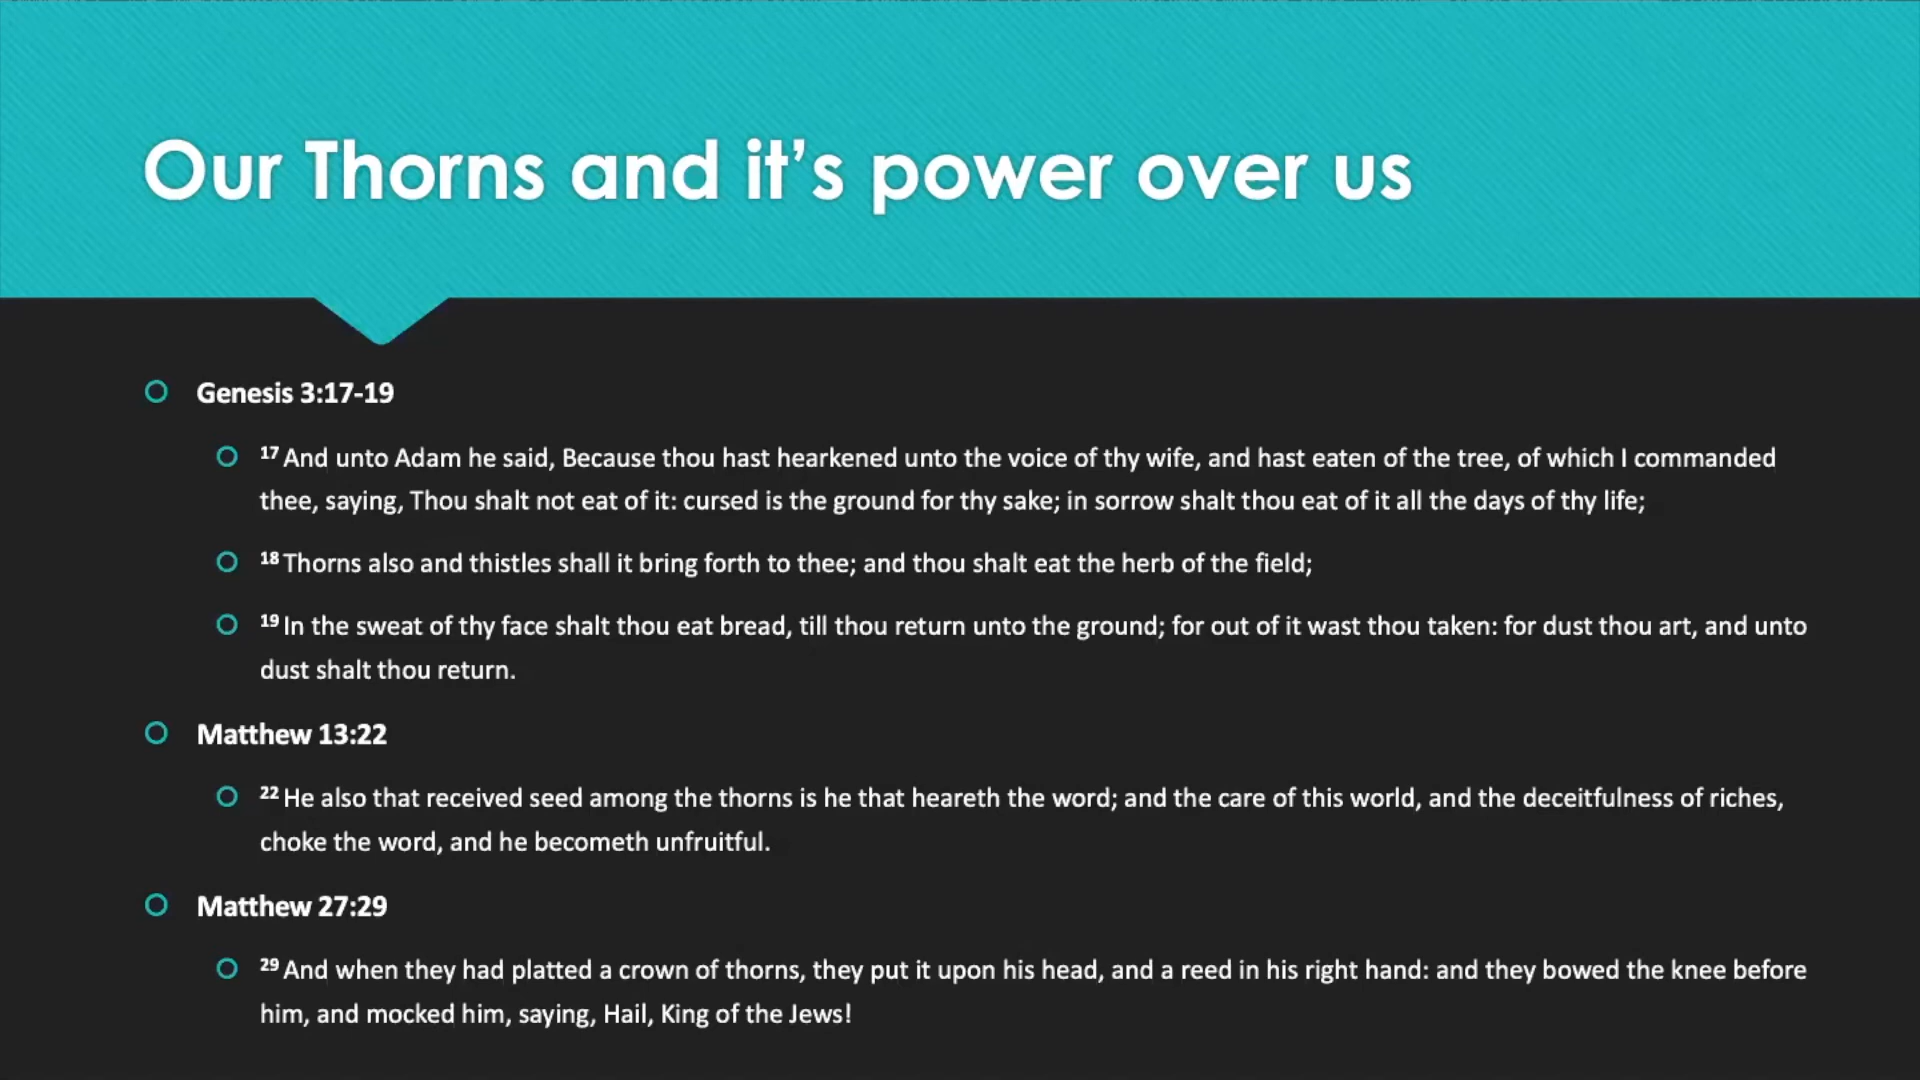 Our Thorns and it’s power over us
Genesis 3:17-19
17 And unto Adam he said, Because thou hast hearkened unto the voice of thy wife, and hast eaten of the tree, of which I commanded
thee, saying, Thou shalt not eat of it: cursed is the ground for thy sake; in sorrow shalt thou eat of it all the days of thy life;
18 Thorns also and thistles shall it bring forth to thee; and thou shalt eat the herb of the field;
19 In the sweat of thy face shalt thou eat bread, till thou return unto the ground; for out of it wast thou taken: for dust thou art, and unto
dust shalt thou return.
Matthew 13:22
22 He also that received seed among the thorns is he that heareth the word; and the care of this world, and the deceitfulness of riches,
choke the word, and he becometh unfruitful.
Matthew 27:29
29 And when they had platted a crown of thorns, they put it upon his head, and a reed in his right hand: and they bowed the knee before
him, and mocked him, saying, Hail, King of the Jews!